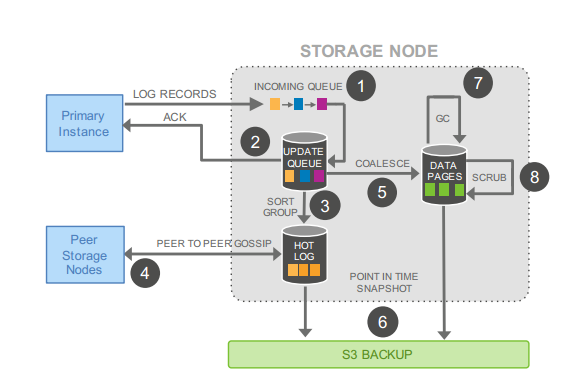 STORAGE NODE
LOG RECORDS
INCOMING QUEUE
1
7
Primary
Instance
ACK
GC
2
UPDATE
QUEUE
COALESCE
5
DATA
PAGES
SCRUB
8
SORT
GROUP
3
Peer
Storage
Nodes
4
PEER TO PEER GOSSIP
HOT
LOG
POINT IN TIME
SNAPSHOT
6
S3 BACKUP